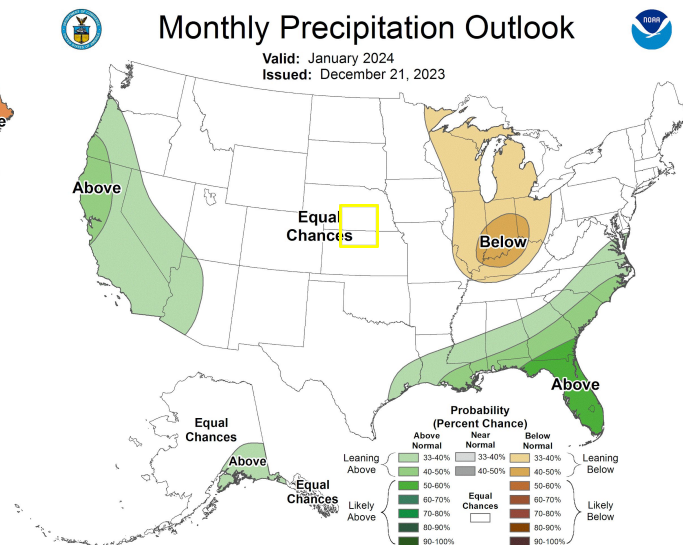 Monthly Precipitation Outlook
NOAA
Valid: January 2024
Issued: December 21, 2023
e
Above
Equal
Chances
Below
Above
Equal
Chances
Above
Equal
Chances
Probability
(Percent Chance)
Above Normal
Near Normal
Below Normal
Leaning Above
33-40% 33-40% 33-40%
40-50% 40-50% 40-50%
Leaning Below
50-60% 50-60%
Equal Chances
60-70% 60-70%
Likely Above
70-80% 70-80%
Likely Below
80-90% 80-90%
90-100% 90-100%